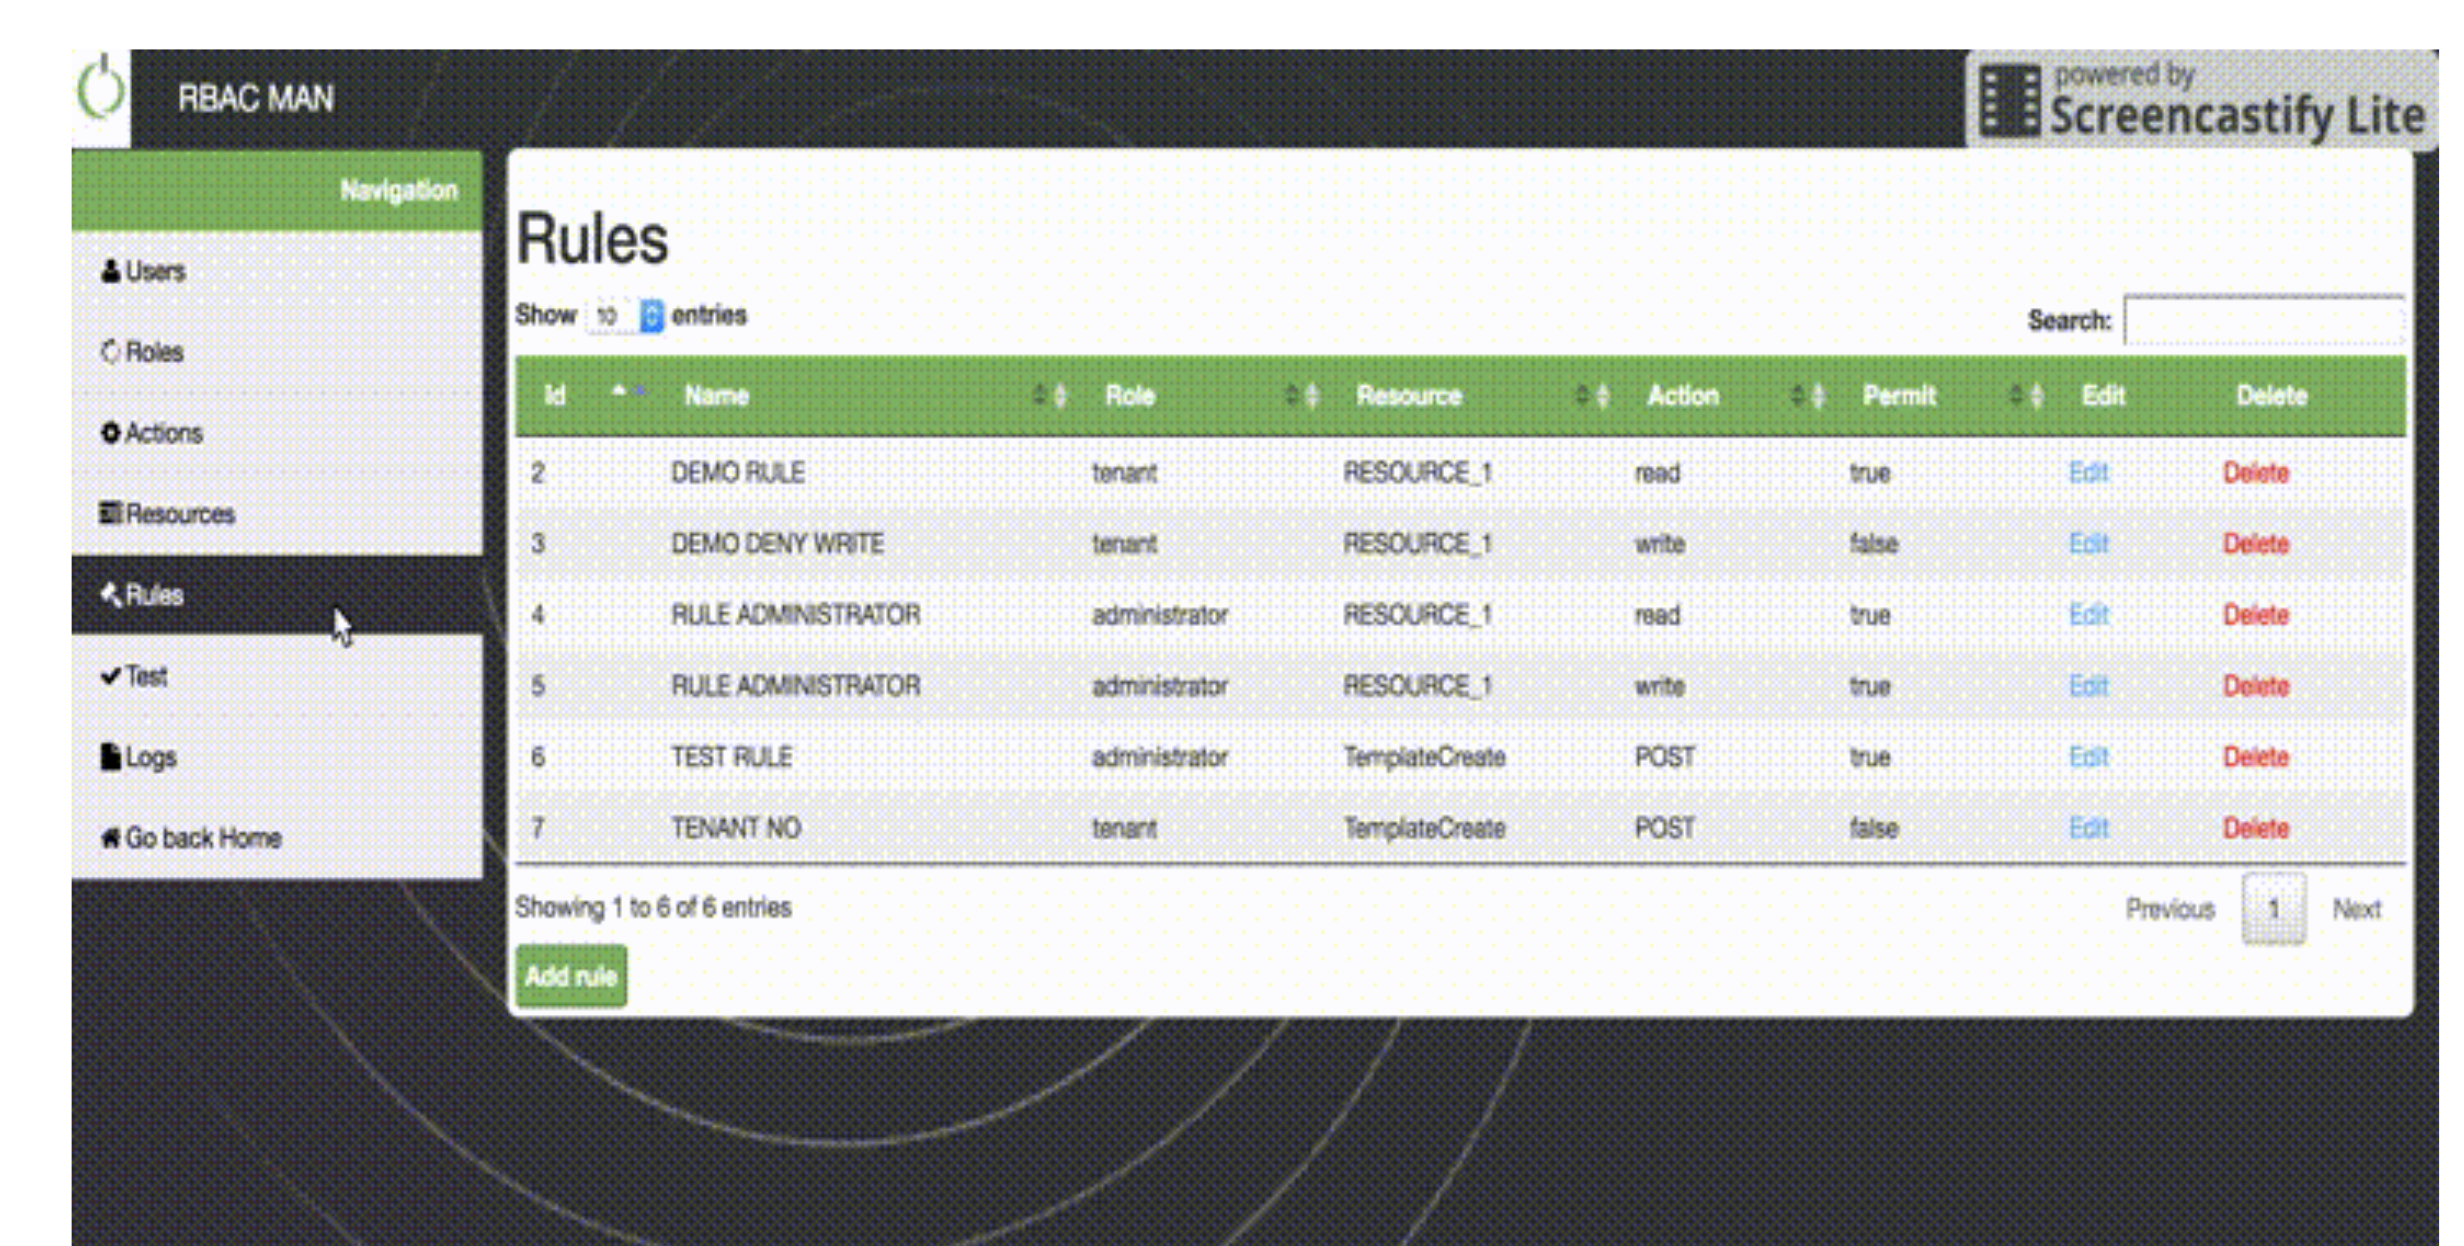 RBAC MAN
powered by
Screencastify Lite
Navigation
Users
Roles
Actions
Resources
Rules
Test
Logs
Go back Home
Rules
Show 10 entries
Search:
Id Name Role Resource Action Permit Edit Delete
2 DEMO RULE tenant RESOURCE_1 read true Edit Delete
3 DEMO DENY WRITE tenant RESOURCE_1 write false Edit Delete
4 RULE ADMINISTRATOR administrator RESOURCE_1 read true Edit Delete
5 RULE ADMINISTRATOR administrator RESOURCE_1 write true Edit Delete
6 TEST RULE administrator TemplateCreate POST true Edit Delete
7 TENANT NO tenant TemplateCreate POST false Edit Delete
Showing 1 to 6 of 6 entries
Previous 1 Next
Add rule